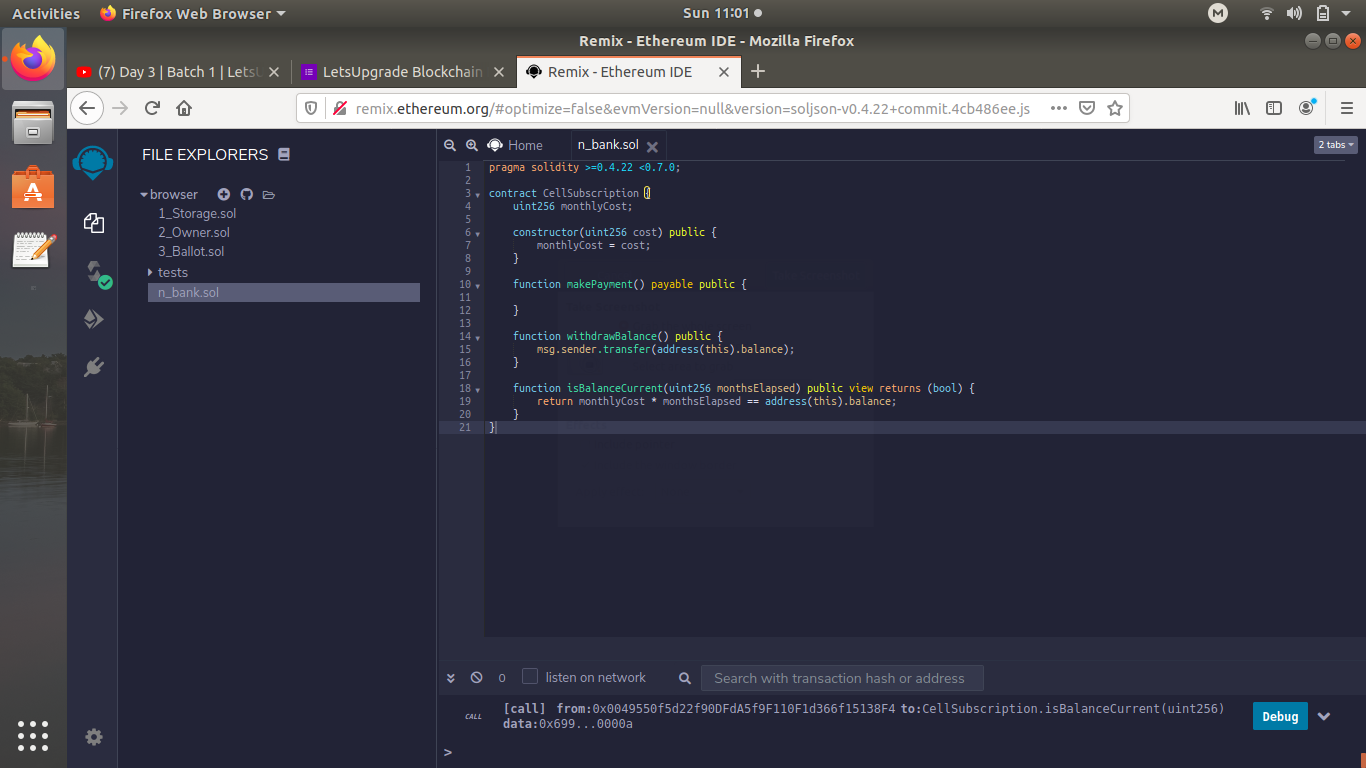 Activities Firefox Web Browser Sun 11:01 M
Remix - Ethereum IDE - Mozilla Firefox
(7) Day 3 | Batch 1 | LetsU LetsUpgrade Blockchain Remix - Ethereum IDE
remix.ethereum.org/#optimize=false&evmVersion=null&version=soljson-v0.4.22+commit.4cb486ee.js
FILE EXPLORERS
browser
1_Storage.sol
2_Owner.sol
3_Ballot.sol
tests
n_bank.sol
Home n_bank.sol 2 tabs
1 pragma solidity >=0.4.22 <0.7.0;
2
3 contract CellSubscription {
4 uint256 monthlyCost;
5
6 constructor(uint256 cost) public {
7 monthlyCost = cost;
8 }
9
10 function makePayment() payable public {
11
12 }
13
14 function withdrawBalance() public {
15 msg.sender.transfer(address(this).balance);
16 }
17
18 function isBalanceCurrent(uint256 monthsElapsed) public view returns (bool) {
19 return monthlyCost * monthsElapsed == address(this).balance;
20 }
21 }
0 listen on network Search with transaction hash or address
CALL [call] from:0x0049550f5d22f90DFdA5f9F110F1d366f15138F4 to:CellSubscription.isBalanceCurrent(uint256)
data:0x699...0000a
Debug
>